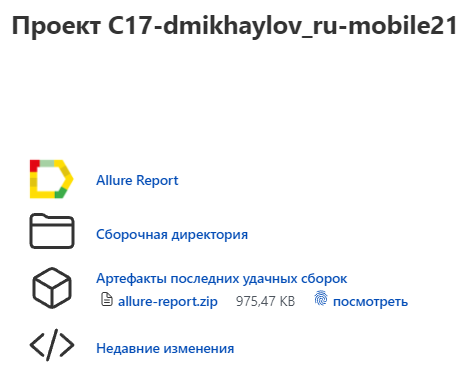 Проект C17-dmikhaylov_ru-mobile21
Allure Report
Сборочная директория
Артефакты последних удачных сборок
allure-report.zip 975,47 KB посмотреть
Недавние изменения